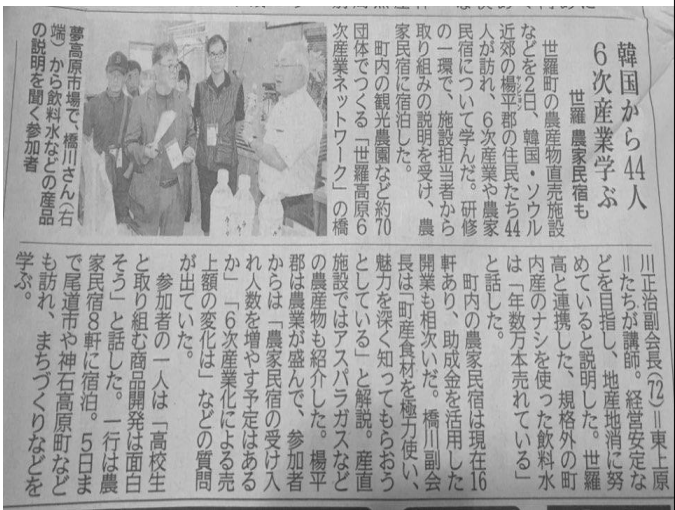 韓国から44人
6次産業学ぶ
世羅 農家民宿も
世羅町の農産物直売施設
などを2日、韓国・ソウル
近郊の楊平郡の住民たち44
人が訪れ、6次産業や農家
民宿について学んだ。研修
の一環で、施設担当者から
取り組みの説明を受け、農
家民宿に宿泊した。
町内の観光農園など約70
団体でつくる「世羅高原6
次産業ネットワーク」の橋
川正治副会長(72)=東上原
=たちが講師。経営安定な
どを目指し、地産地消に努
めていると説明した。世羅
高と連携した、規格外の町
内産のナシを使った飲料水
は「年数万本売れている」
と話した。
町内の農家民宿は現在16
軒あり、助成金を活用した
開業も相次いだ。橋川副会
長は「町産食材を極力使い、
魅力を深く知ってもらおう
としている」と解説。産直
施設ではアスパラガスなど
の農産物も紹介した。楊平
郡は農業が盛んで、参加者
からは「農家民宿の受け入
れ人数を増やす予定はある
か」「6次産業化による売
上額の変化は」などの質問
が出ていた。
参加者の一人は「高校生
と取り組む商品開発は面白
そう」と話した。一行は農
家民宿8軒に宿泊。5日ま
で尾道市や神石高原町など
も訪れ、まちづくりなどを
学ぶ。
夢高原市場で、橋川さん(右
端)から飲料水などの産品
の説明を聞く参加者